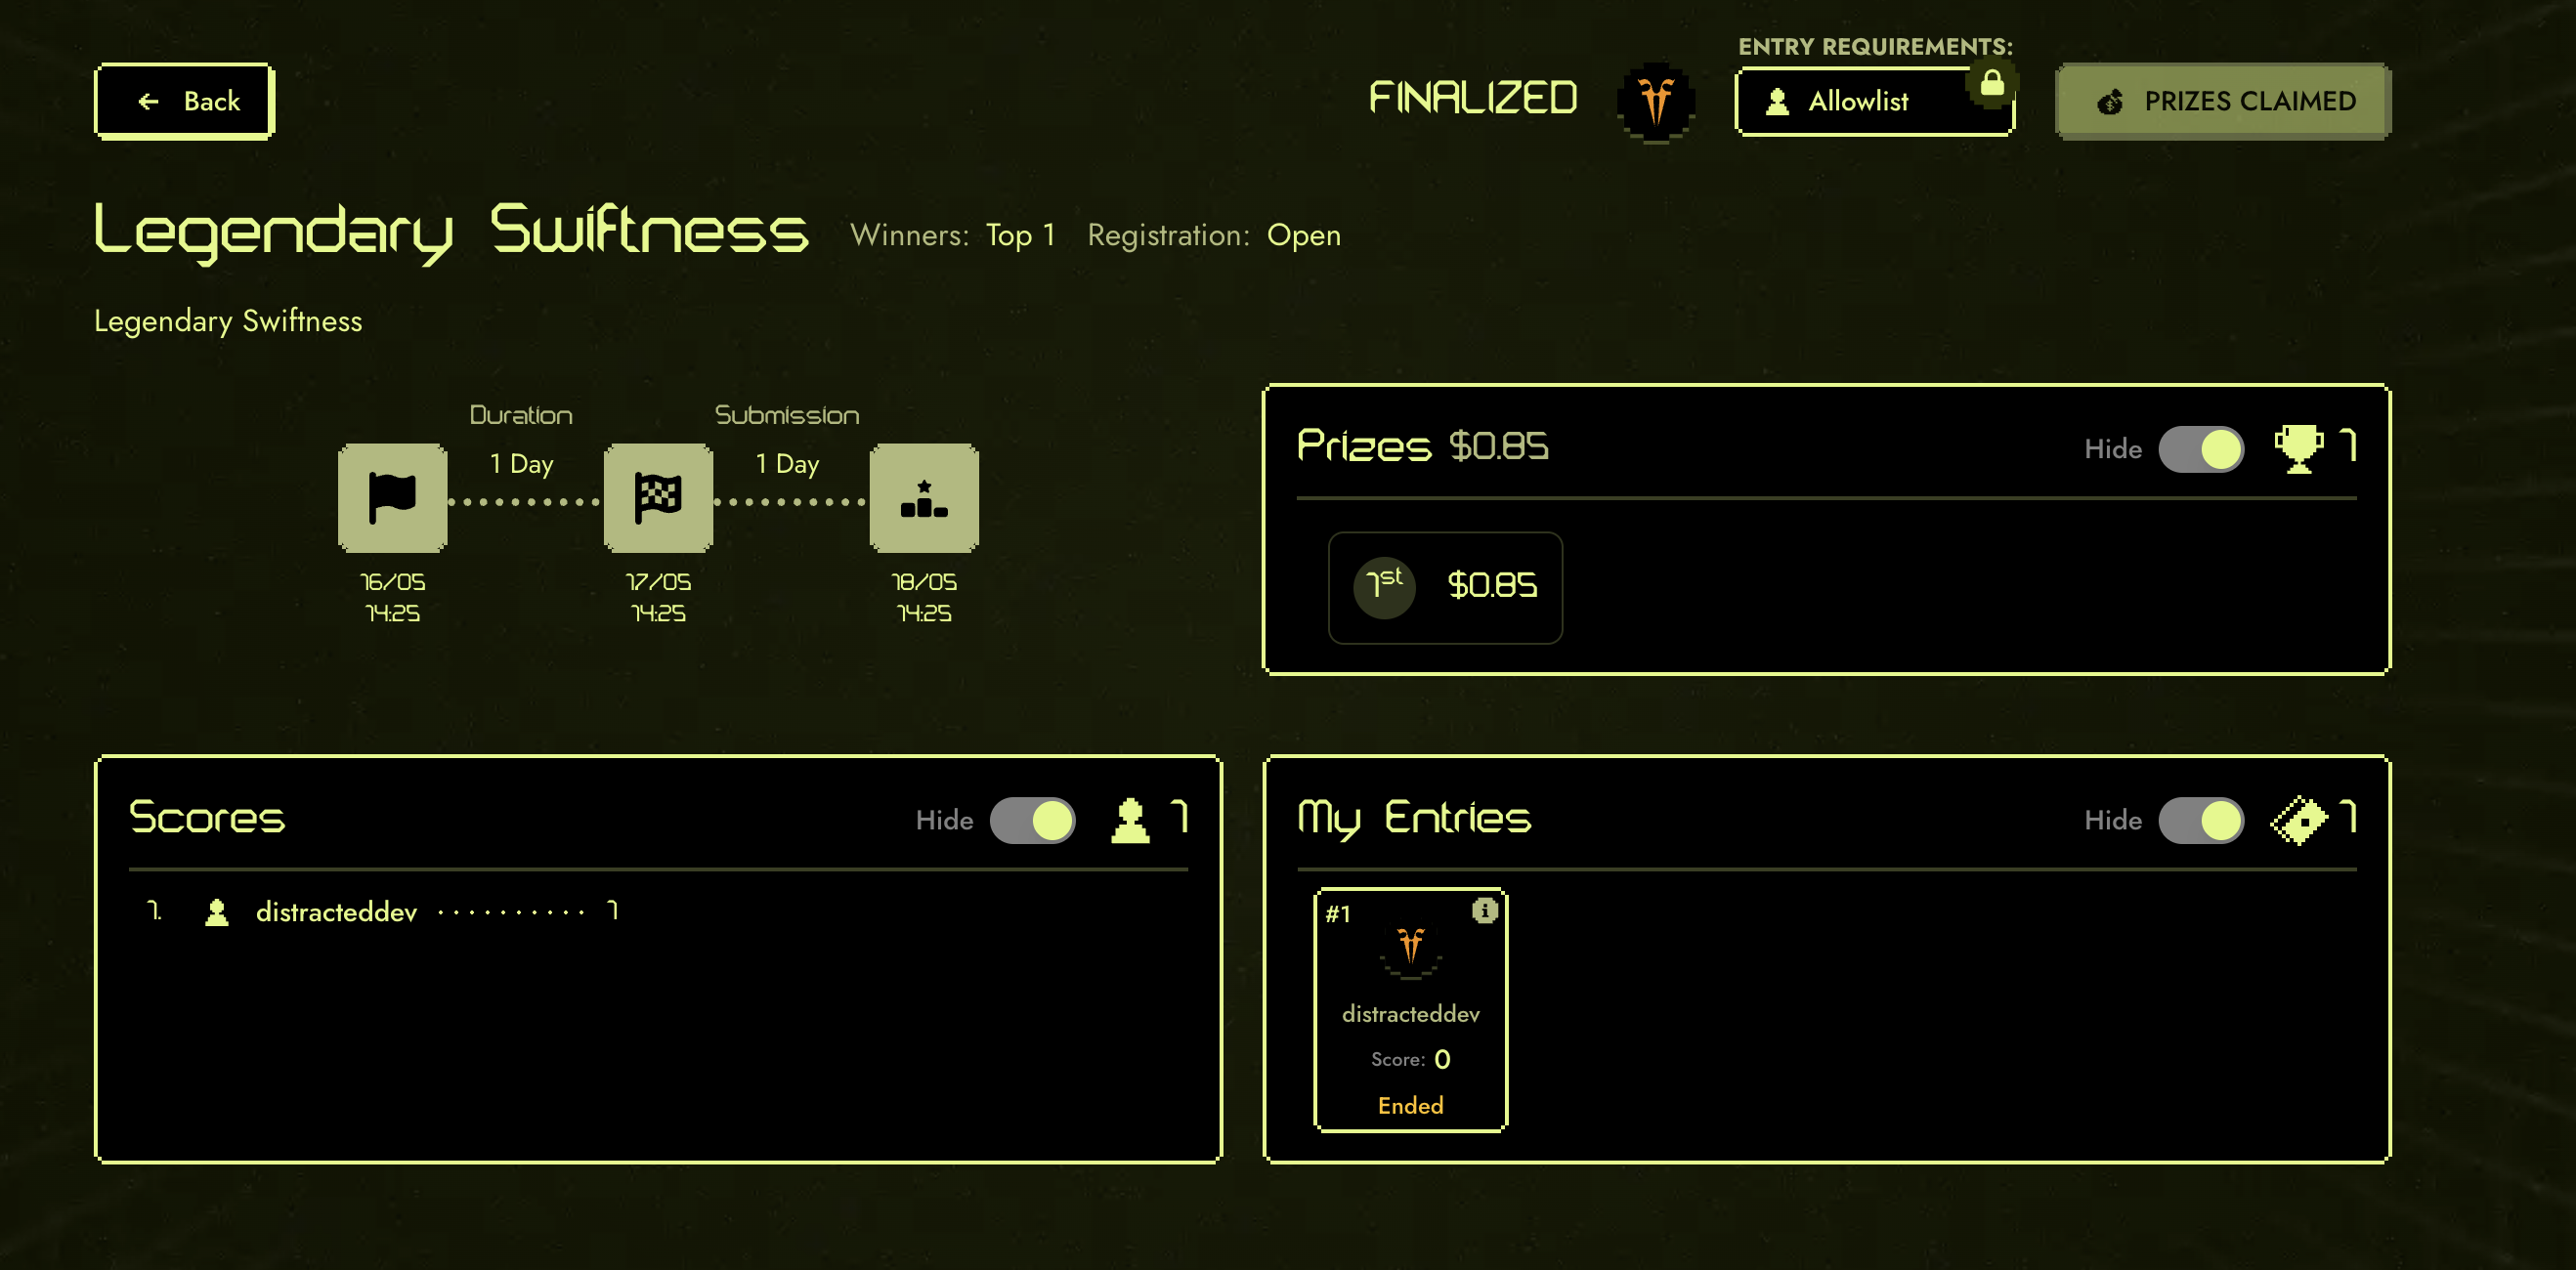 ENTRY REQUIREMENTS:
Back
FINALIZED
Allowlist
PRIZES CLAIMED
Legendary Swiftness
Winners: Top 1
Registration: Open
Legendary Swiftness
Duration
1 Day
Submission
1 Day
16/05
14:25
17/05
14:25
18/05
14:25
Prizes $0.85
Hide
1
1st
$0.85
Scores
Hide
1
1.
distracteddev
1
My Entries
Hide
1
#1
distracteddev
Score: 0
Ended